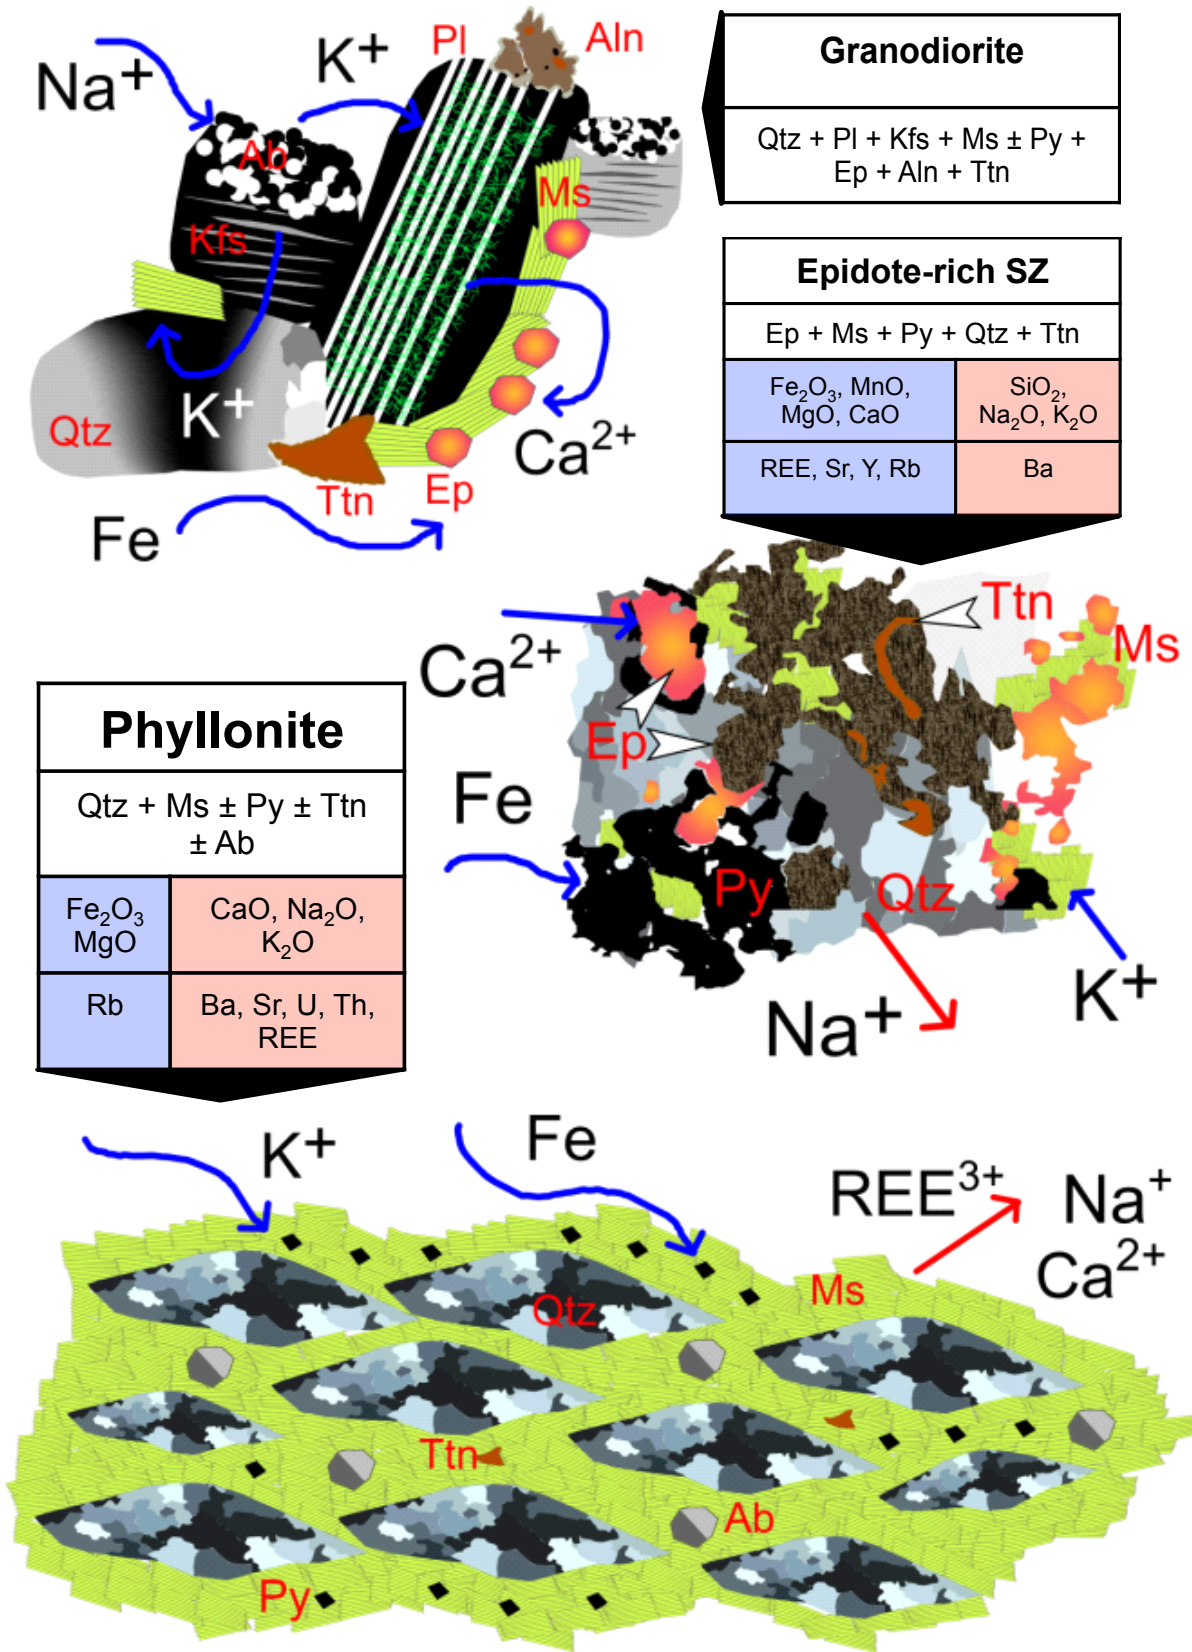 Na⁺
K⁺
Pl
Aln
Ab
Ms
Kfs
K⁺
Qtz
Ca²⁺
Ttn
Ep
Fe
Granodiorite
Qtz + Pl + Kfs + Ms ± Py +
Ep + Aln + Ttn
Epidote-rich SZ
Ep + Ms + Py + Qtz + Ttn
Fe₂O₃, MnO,
MgO, CaO
SiO₂,
Na₂O, K₂O
REE, Sr, Y, Rb
Ba
Ttn
Ms
Ca²⁺
Ep
Fe
Py
Qtz
Na⁺
K⁺
Phyllonite
Qtz + Ms ± Py ± Ttn
± Ab
Fe₂O₃
MgO
CaO, Na₂O,
K₂O
Rb
Ba, Sr, U, Th,
REE
K⁺
Fe
REE³⁺
Na⁺
Ca²⁺
Ms
Qtz
Ttn
Ab
Py